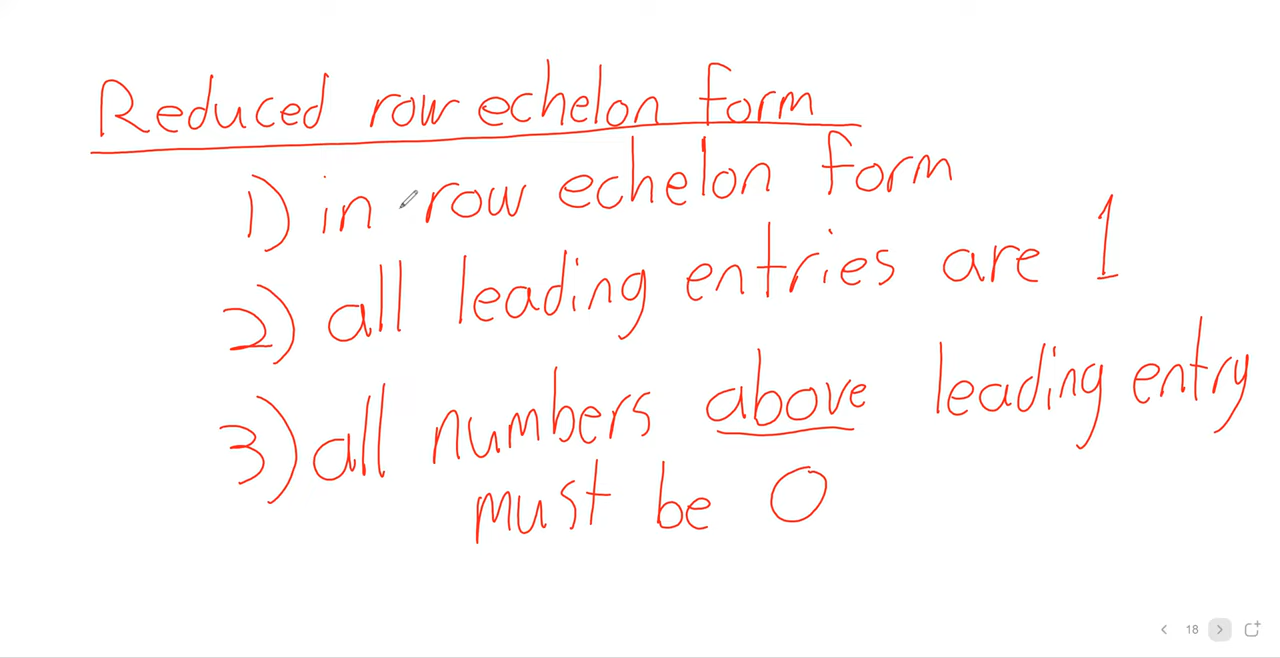 Reduced row echelon form
1) in row echelon form
2) all leading entries are 1
3) all numbers above leading entry
must be 0
18